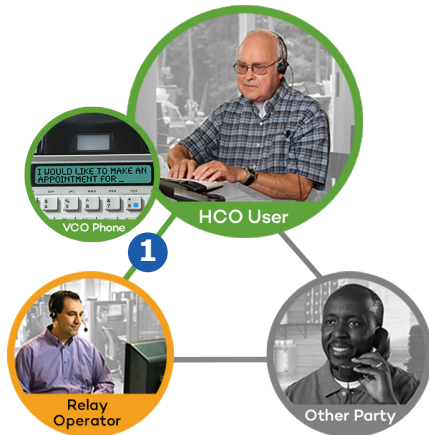 I WOULD LIKE TO MAKE AN
APPOINTMENT FOR _
VCO Phone
HCO User
1
Relay
Operator
Other Party